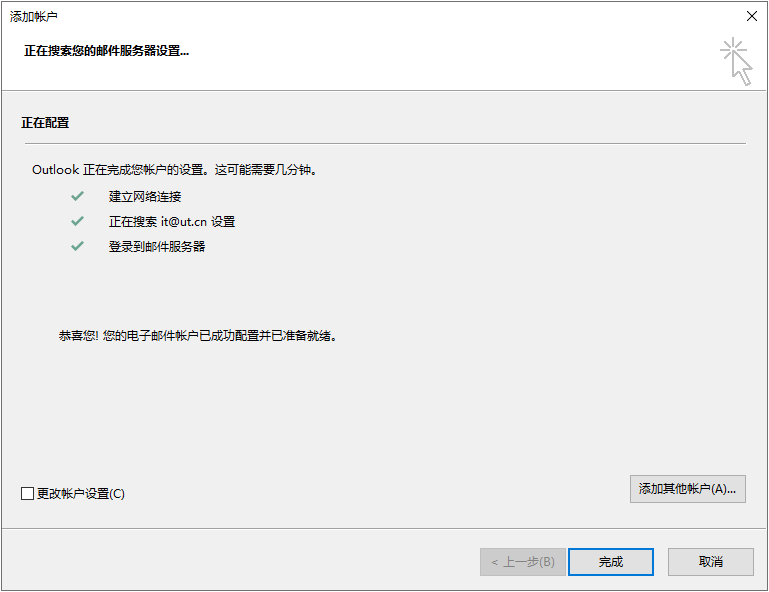 添加帐户
正在搜索您的邮件服务器设置...
正在配置
Outlook 正在完成您帐户的设置。这可能需要几分钟。
建立网络连接
正在搜索 it@ut.cn 设置
登录到邮件服务器
恭喜您! 您的电子邮件帐户已成功配置并已准备就绪。
更改帐户设置(C)
添加其他帐户(A)...
< 上一步(B)
完成
取消